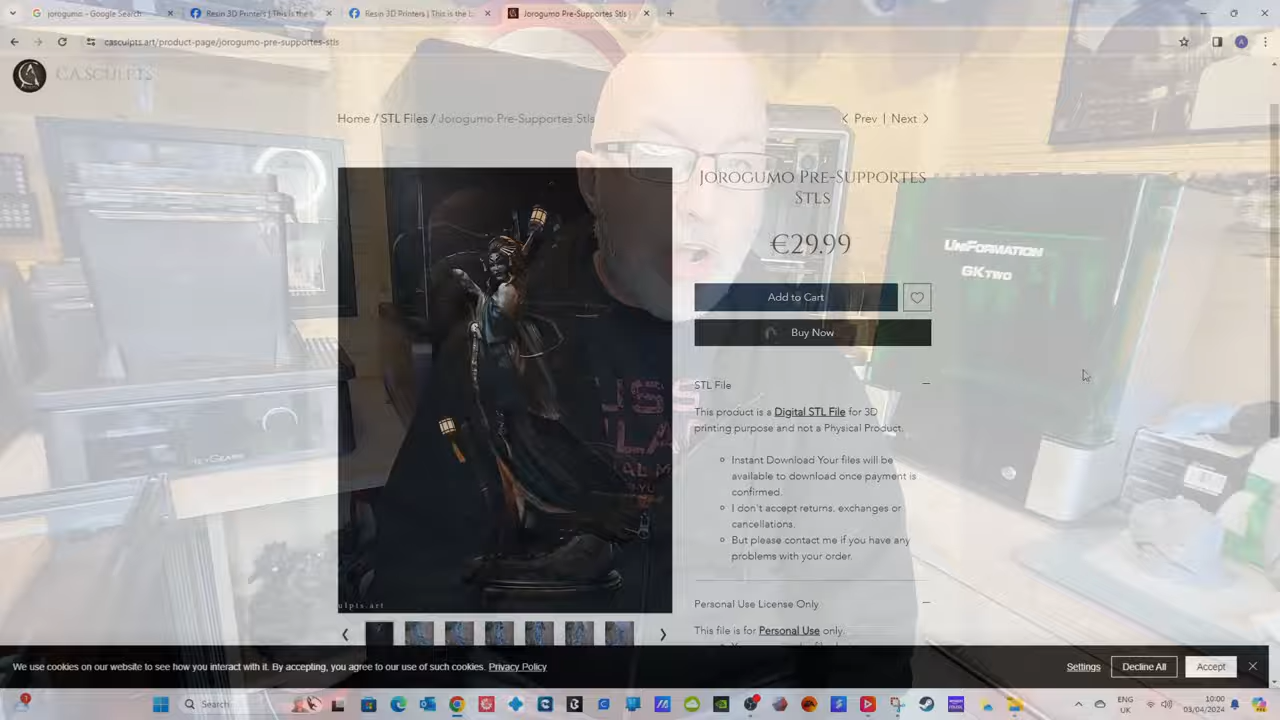 jorogumo. - Google Search
Resin 3D Printers | This is the
Resin 3D Printers | This is the
Jorogumo Pre-Supportes Stls |
casculpts.art/product-page/jorogumo-pre-supportes-stls
C.A.SCULPTS
Home / STL Files / Jorogumo Pre-Supportes Stls
Prev | Next
Jorogumo Pre-Supportes
Stls
€29.99
Add to Cart
Buy Now
UniFormation
GKtwo
STL File
This product is a Digital STL File for 3D
printing purpose and not a Physical Product.
Instant Download Your files will be
available to download once payment is
confirmed.
I don't accept returns, exchanges or
cancellations.
But please contact me if you have any
problems with your order.
Personal Use License Only
This file is for Personal Use only.
ulpts.art
HEYGEARS
We use cookies on our website to see how you interact with it. By accepting, you agree to our use of such cookies. Privacy Policy
Settings
Decline All
Accept
Search
ENG
UK
10:00
03/04/2024